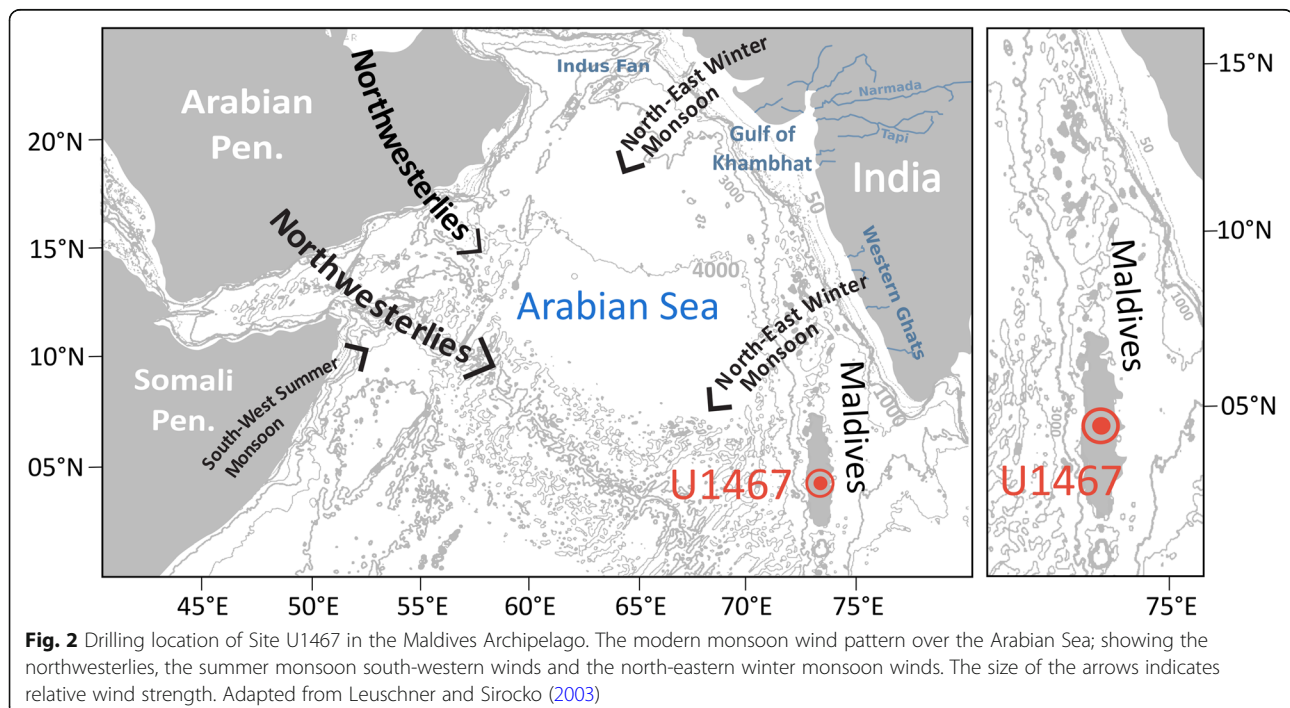 Arabian
Pen.
Northwesterlies
Northwesterlies
Indus Fan
North-East Winter
Monsoon
Narmada
Tapi
Gulf of
Khambhat
India
3000
50
Western Ghats
4000
Arabian Sea
North-East Winter
Monsoon
1000
Somali
Pen.
South-West Summer
Monsoon
Maldives
U1467
20°N
15°N
10°N
05°N
45°E
50°E
55°E
60°E
65°E
70°E
75°E
50
Maldives
1000
3000
U1467
15°N
10°N
05°N
75°E
Fig. 2 Drilling location of Site U1467 in the Maldives Archipelago. The modern monsoon wind pattern over the Arabian Sea; showing the
northwesterlies, the summer monsoon south-western winds and the north-eastern winter monsoon winds. The size of the arrows indicates
relative wind strength. Adapted from Leuschner and Sirocko (2003)